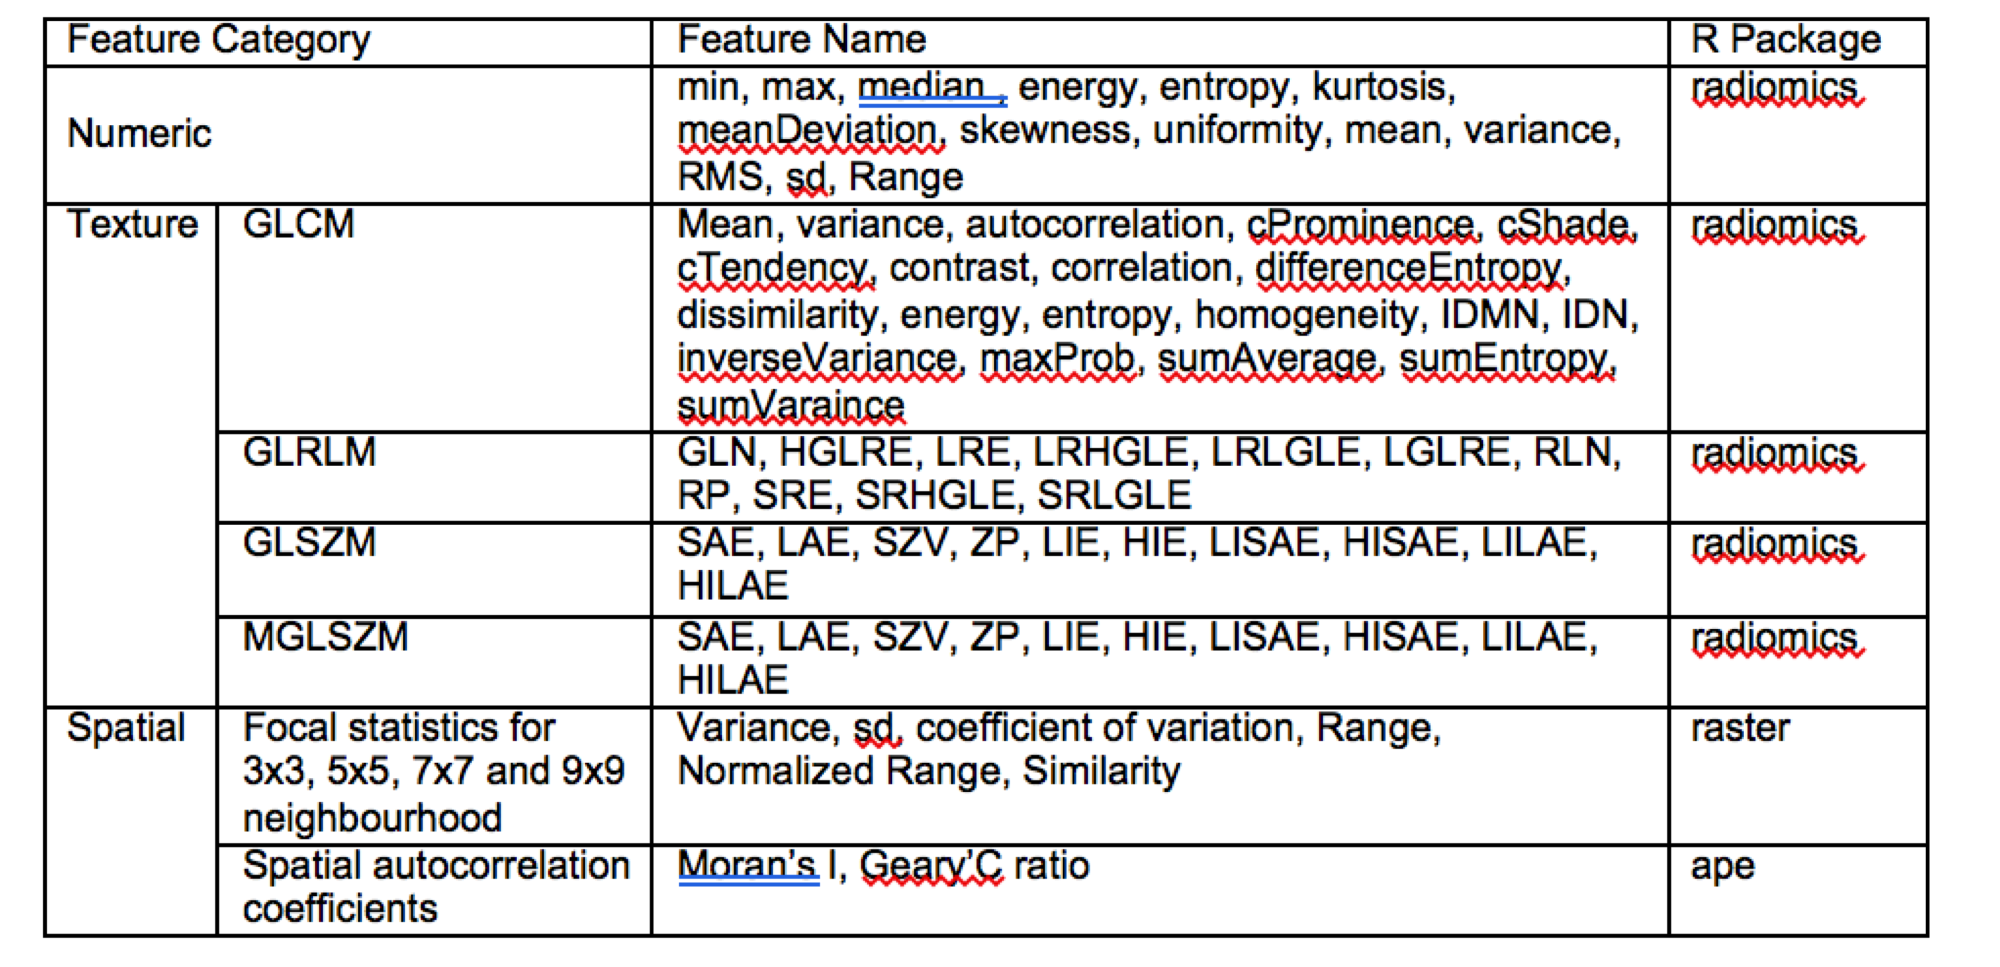 Feature Category Feature Name R Package
Numeric
min, max, median , energy, entropy, kurtosis,
meanDeviation, skewness, uniformity, mean, variance,
RMS, sd, Range
radiomics
Texture GLCM
Mean, variance, autocorrelation, cProminence, cShade,
cTendency, contrast, correlation, differenceEntropy,
dissimilarity, energy, entropy, homogeneity, IDMN, IDN,
inverseVariance, maxProb, sumAverage, sumEntropy,
sumVaraince
radiomics
GLRLM
GLN, HGLRE, LRE, LRHGLE, LRLGLE, LGLRE, RLN,
RP, SRE, SRHGLE, SRLGLE
radiomics
GLSZM
SAE, LAE, SZV, ZP, LIE, HIE, LISAE, HISAE, LILAE,
HILAE
radiomics
MGLSZM
SAE, LAE, SZV, ZP, LIE, HIE, LISAE, HISAE, LILAE,
HILAE
radiomics
Spatial
Focal statistics for
3x3, 5x5, 7x7 and 9x9
neighbourhood
Variance, sd, coefficient of variation, Range,
Normalized Range, Similarity
raster
Spatial autocorrelation
coefficients
Moran’s I, Geary’C ratio
ape